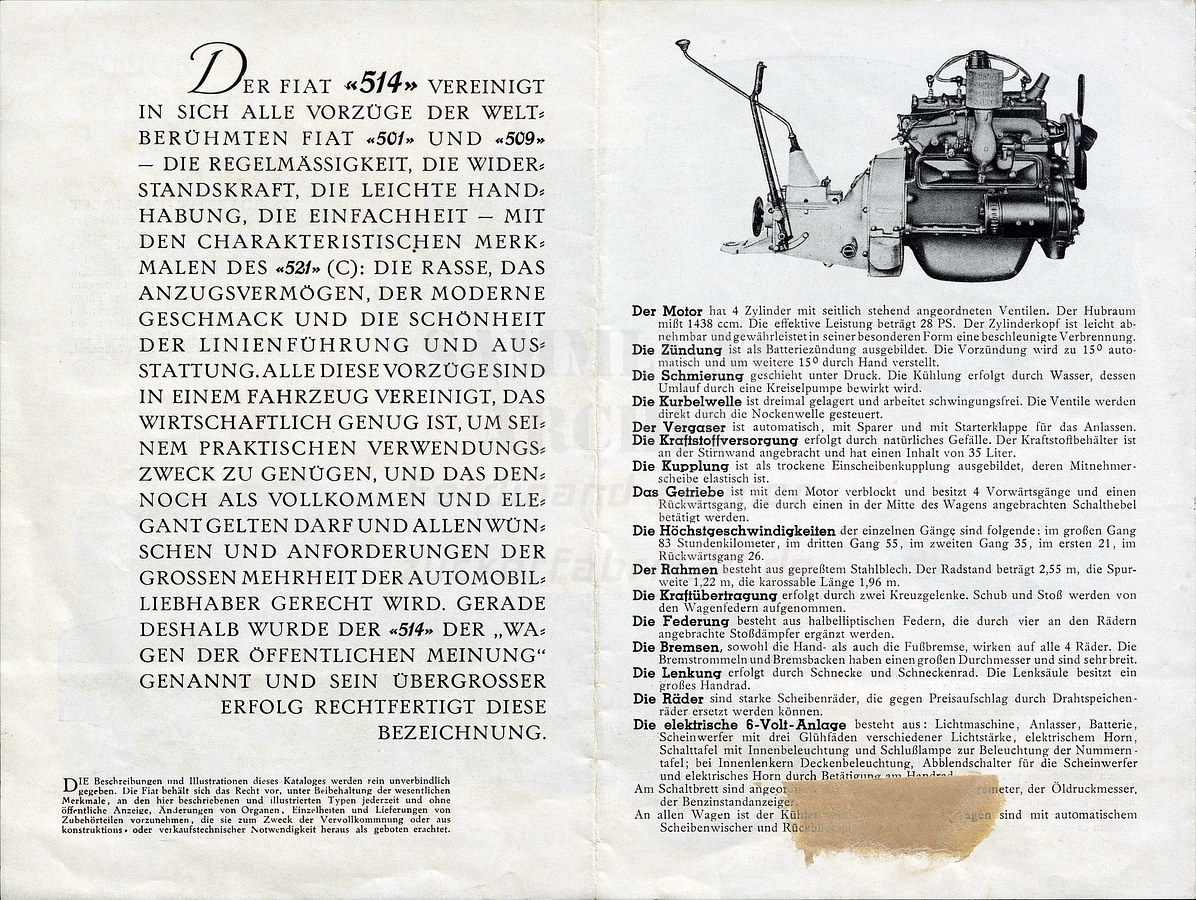 DER FIAT «514» VEREINIGT
IN SICH ALLE VORZÜGE DER WELT-
BERÜHMTEN FIAT «501» UND «509»
— DIE REGELMÄSSIGKEIT, DIE WIDER-
STANDSKRAFT, DIE LEICHTE HAND-
HABUNG, DIE EINFACHHEIT — MIT
DEN CHARAKTERISTISCHEN MERK-
MALEN DES «521» (C): DIE RASSE, DAS
ANZUGSVERMÖGEN, DER MODERNE
GESCHMACK UND DIE SCHÖNHEIT
DER LINIENFÜHRUNG UND AUS-
STATTUNG. ALLE DIESE VORZÜGE SIND
IN EINEM FAHRZEUG VEREINIGT, DAS
WIRTSCHAFTLICH GENUG IST, UM SEI-
NEM PRAKTISCHEN VERWENDUNGS-
ZWECK ZU GENÜGEN, UND DAS DEN-
NOCH ALS VOLLKOMMEN UND ELE-
GANT GELTEN DARF UND ALLEN WÜN-
SCHEN UND ANFORDERUNGEN DER
GROSSEN MEHRHEIT DER AUTOMOBIL-
LIEBHABER GERECHT WIRD. GERADE
DESHALB WURDE DER «514» DER „WA-
GEN DER ÖFFENTLICHEN MEINUNG“
GENANNT UND SEIN ÜBERGROSSER
ERFOLG RECHTFERTIGT DIESE
BEZEICHNUNG.
DIE Beschreibungen und Illustrationen dieses Kataloges werden rein unverbindlich
gegeben. Die Fiat behält sich das Recht vor, unter Beibehaltung der wesentlichen
Merkmale, an den hier beschriebenen und illustrierten Typen jederzeit und ohne
öffentliche Anzeige, Änderungen von Organen, Einzelheiten und Lieferungen von
Zubehörteilen vorzunehmen, die sie zum Zweck der Vervollkommnung oder aus
konstruktions- oder verkaufstechnischer Notwendigkeit heraus als geboten erachtet.
Der Motor hat 4 Zylinder mit seitlich stehend angeordneten Ventilen. Der Hubraum
mißt 1438 ccm. Die effektive Leistung beträgt 28 PS. Der Zylinderkopf ist leicht ab-
nehmbar und gewährleistet in seiner besonderen Form eine beschleunigte Verbrennung.
Die Zündung ist als Batteriezündung ausgebildet. Die Vorzündung wird zu 15° auto-
matisch und um weitere 15° durch Hand verstellt.
Die Schmierung geschieht unter Druck. Die Kühlung erfolgt durch Wasser, dessen
Umlauf durch eine Kreiselpumpe bewirkt wird.
Die Kurbelwelle ist dreimal gelagert und arbeitet schwingungsfrei. Die Ventile werden
direkt durch die Nockenwelle gesteuert.
Der Vergaser ist automatisch, mit Sparer und mit Starterklappe für das Anlassen.
Die Kraftstoffversorgung erfolgt durch natürliches Gefälle. Der Kraftstoffbehälter ist
an der Stirnwand angebracht und hat einen Inhalt von 35 Liter.
Die Kupplung ist als trockene Einscheibenkupplung ausgebildet, deren Mitnehmer-
scheibe elastisch ist.
Das Getriebe ist mit dem Motor verblockt und besitzt 4 Vorwärtsgänge und einen
Rückwärtsgang, die durch einen in der Mitte des Wagens angebrachten Schalthebel
betätigt werden.
Die Höchstgeschwindigkeiten der einzelnen Gänge sind folgende: im großen Gang
83 Stundenkilometer, im dritten Gang 55, im zweiten Gang 35, im ersten 21, im
Rückwärtsgang 26.
Der Rahmen besteht aus gepreßtem Stahlblech. Der Radstand beträgt 2,55 m, die Spur-
weite 1,22 m, die karossable Länge 1,96 m.
Die Kraftübertragung erfolgt durch zwei Kreuzgelenke. Schub und Stoß werden von
den Wagenfedern aufgenommen.
Die Federung besteht aus halbelliptischen Federn, die durch vier an den Rädern
angebrachte Stoßdämpfer ergänzt werden.
Die Bremsen, sowohl die Hand- als auch die Fußbremse, wirken auf alle 4 Räder. Die
Bremstrommeln und Bremsbacken haben einen großen Durchmesser und sind sehr breit.
Die Lenkung erfolgt durch Schnecke und Schneckenrad. Die Lenksäule besitzt ein
großes Handrad.
Die Räder sind starke Scheibenräder, die gegen Preisaufschlag durch Drahtspeichen-
räder ersetzt werden können.
Die elektrische 6-Volt-Anlage besteht aus: Lichtmaschine, Anlasser, Batterie,
Scheinwerfer mit drei Glühfäden verschiedener Lichtstärke, elektrischem Horn,
Schalttafel mit Innenbeleuchtung und Schlußlampe zur Beleuchtung der Nummern-
tafel; bei Innenlenkern Deckenbeleuchtung, Abblendschalter für die Scheinwerfer
und elektrisches Horn durch Betätigung am Handrad.
Am Schaltbrett sind der Öldruckmesser,
der Benzinstandanzeiger
An allen Wagen ist der sind mit automatischem
Scheibenwischer und